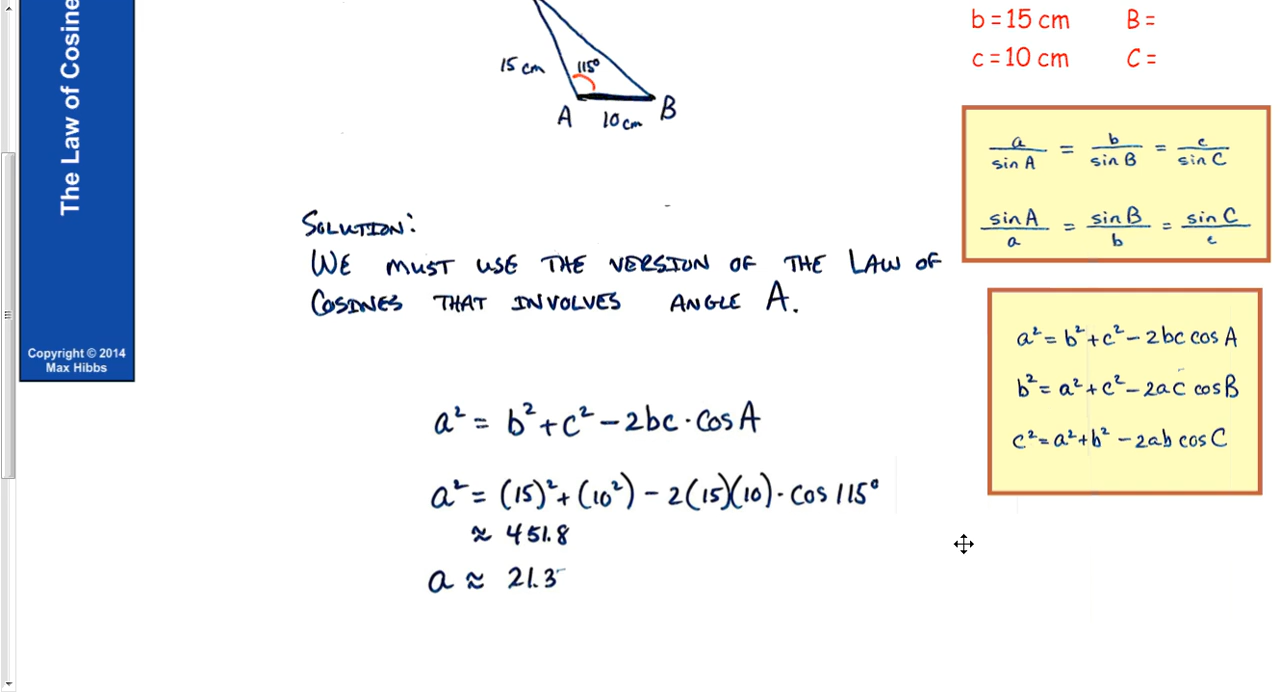 The Law of Cosine
Copyright © 2014
Max Hibbs
15 cm
115°
A
10cm
B
SOLUTION:
WE MUST USE THE VERSION OF THE LAW OF
COSINES THAT INVOLVES ANGLE A.
a² = b² + c² − 2bc · cos A
a² = (15)² + (10²) − 2(15)(10) · cos 115°
≈ 451.8
a ≈ 21.3
b = 15 cm B =
c = 10 cm C =
a/sin A = b/sin B = c/sin C
sin A/a = sin B/b = sin C/c
a² = b² + c² − 2bc cos A
b² = a² + c² − 2ac cos B
c² = a² + b² − 2ab cos C